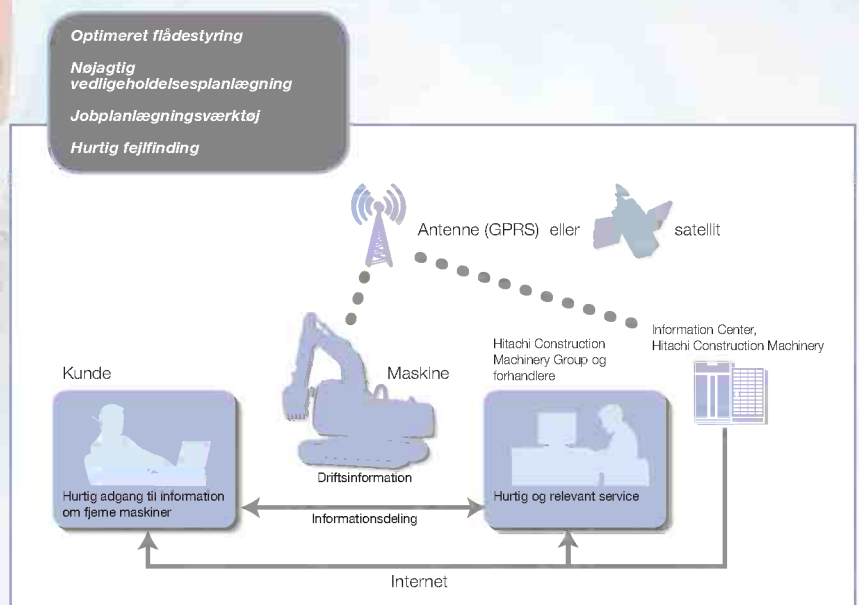 Optimeret flådestyring
Nøjagtig
vedligeholdelsesplanlægning
Jobplanlægningsværktøj
Hurtig fejlfinding
Antenne (GPRS) eller satellit
Information Center,
Hitachi Construction Machinery
Hitachi Construction
Machinery Group og
forhandlere
Kunde
Maskine
Driftsinformation
Hurtig adgang til information
om fjerne maskiner
Hurtig og relevant service
Informationsdeling
Internet